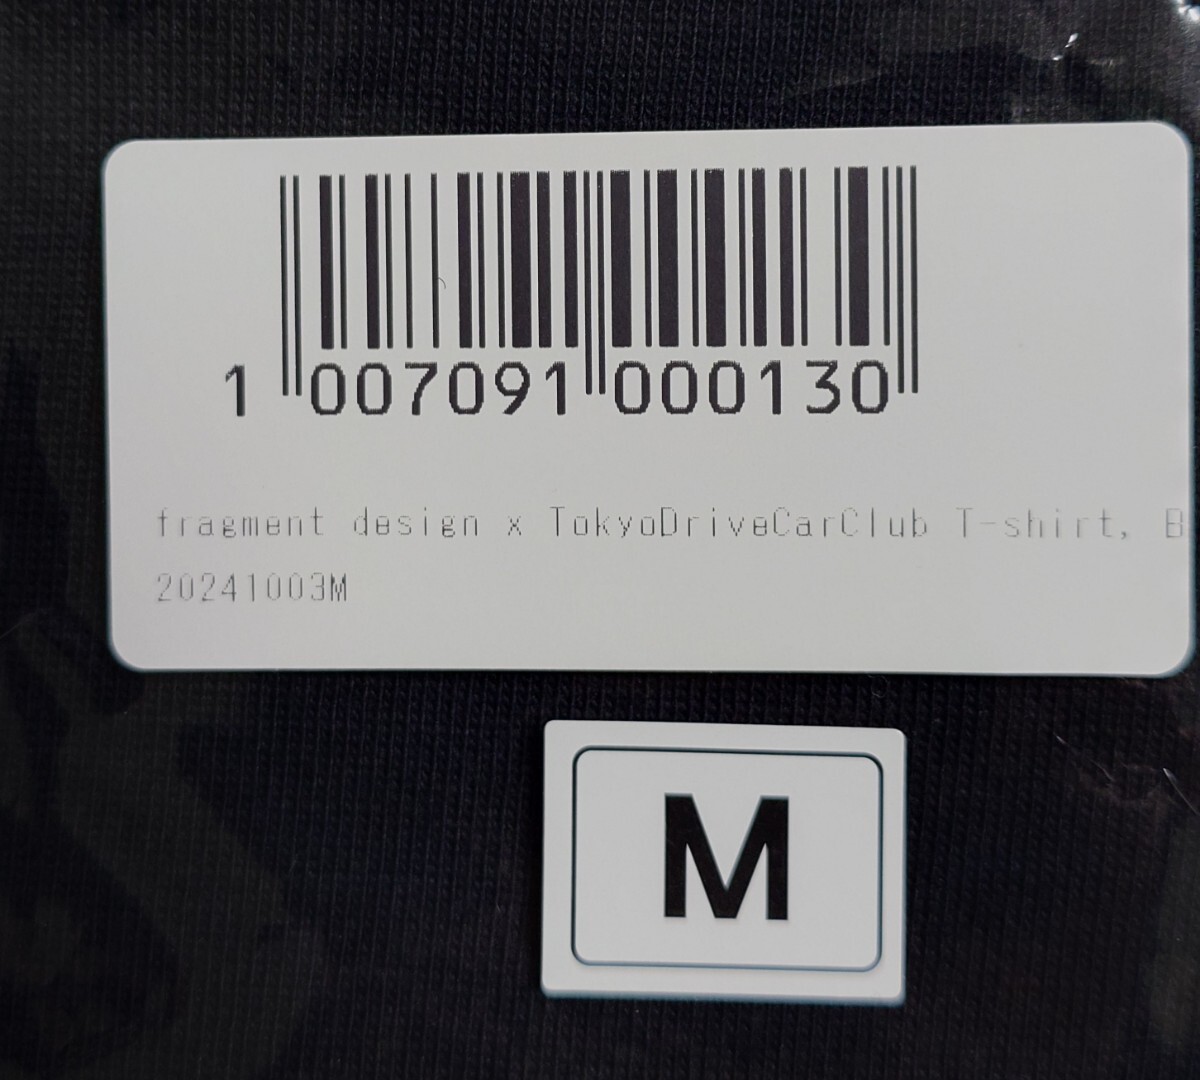 1 007091 000130
fragment design x TokyoDriveCarClub T-shirt, B
20241003M
M